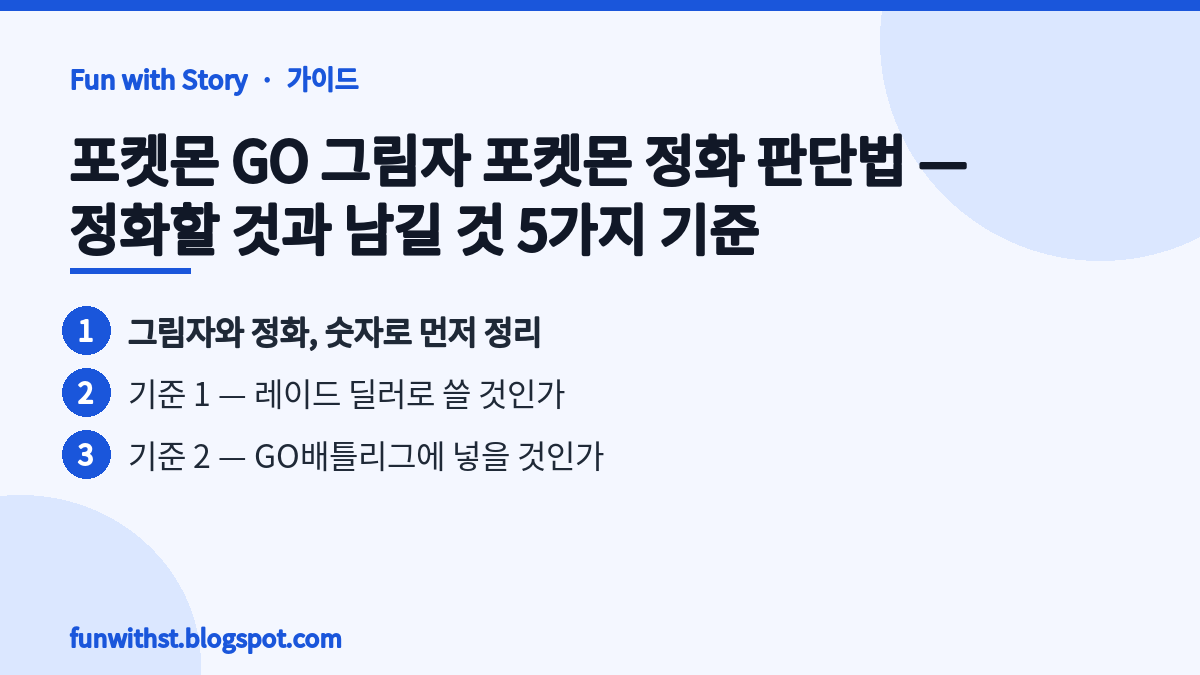 Fun with Story · 가이드
포켓몬 GO 그림자 포켓몬 정화 판단법 —
정화할 것과 남길 것 5가지 기준
1 그림자와 정화, 숫자로 먼저 정리
2 기준 1 — 레이드 딜러로 쓸 것인가
3 기준 2 — GO배틀리그에 넣을 것인가
funwithst.blogspot.com